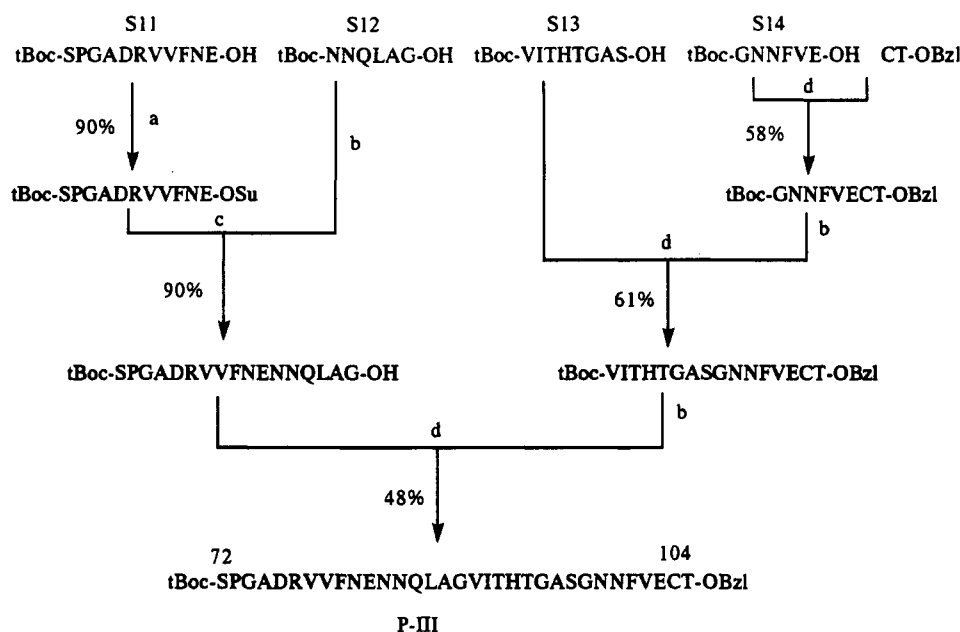 S11 S12 S13 S14
tBoc-SPGADRVVFNE-OH tBoc-NNQLAG-OH tBoc-VITHTGAS-OH tBoc-GNNFVE-OH CT-OBzl
d
90% a b 58%
tBoc-SPGADRVVFNE-OSu tBoc-GNNFVECT-OBzl
c d b
90% 61%
tBoc-SPGADRVVFNENNQLAG-OH tBoc-VITHTGASGNNFVECT-OBzl
d b
48%
72 104
tBoc-SPGADRVVFNENNQLAGVITHTGASGNNFVECT-OBzl
P-III